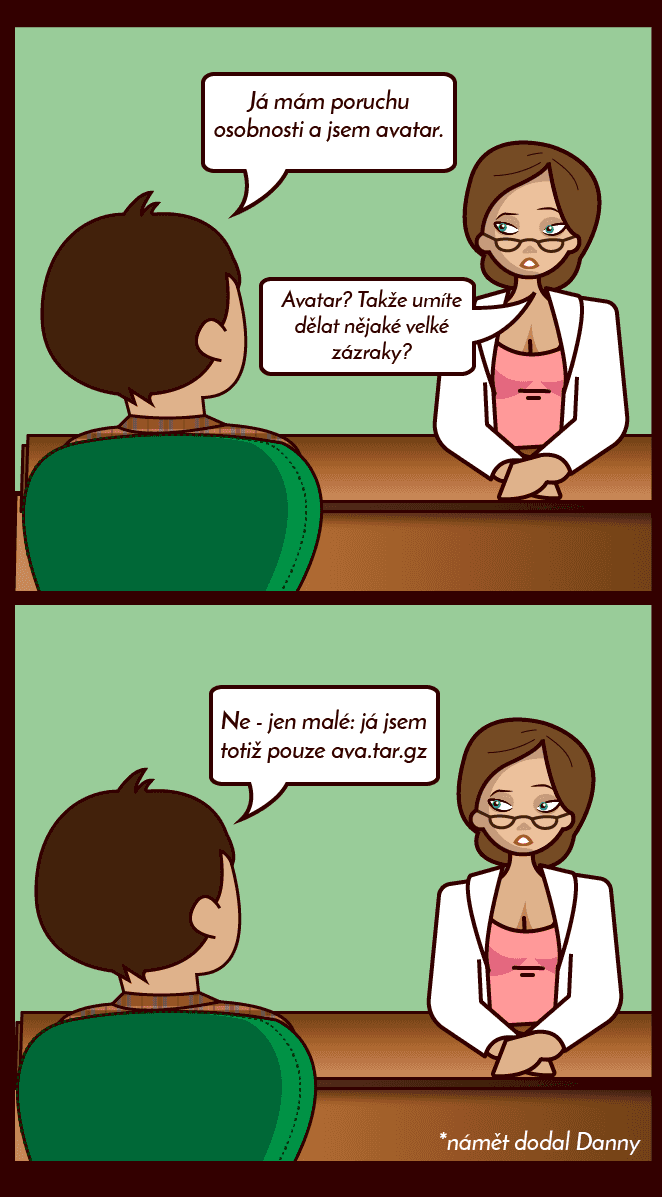 Já mám poruchu
osobnosti a jsem avatar.
Avatar? Takže umíte
dělat nějaké velké
zázraky?
Ne - jen malé: já jsem
totiž pouze ava.tar.gz
*námět dodal Danny